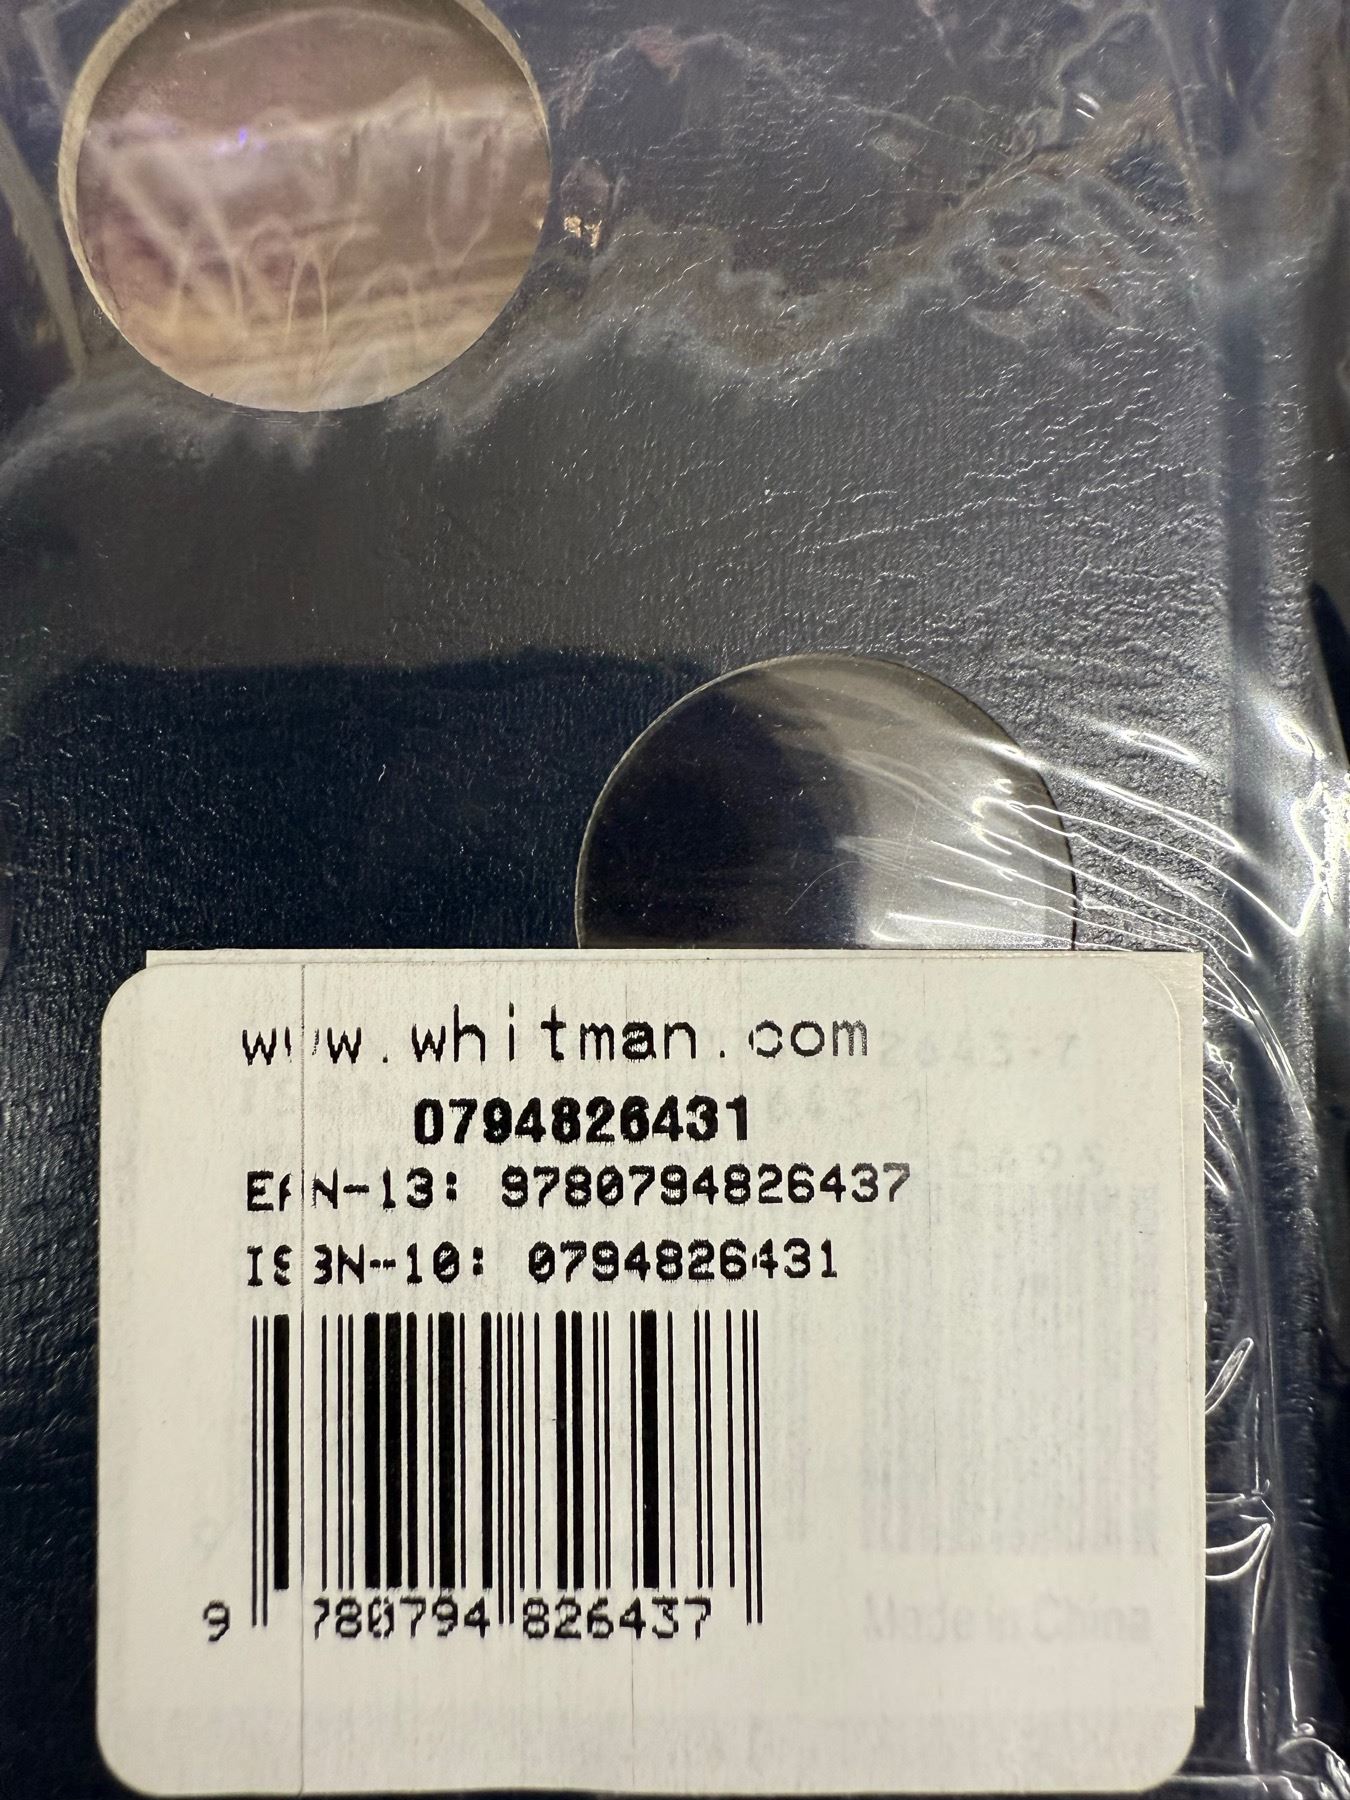 www.whitman.com
0794826431
EAN-13: 9780794826437
ISBN-10: 0794826431
9 780794 826437
Made in China